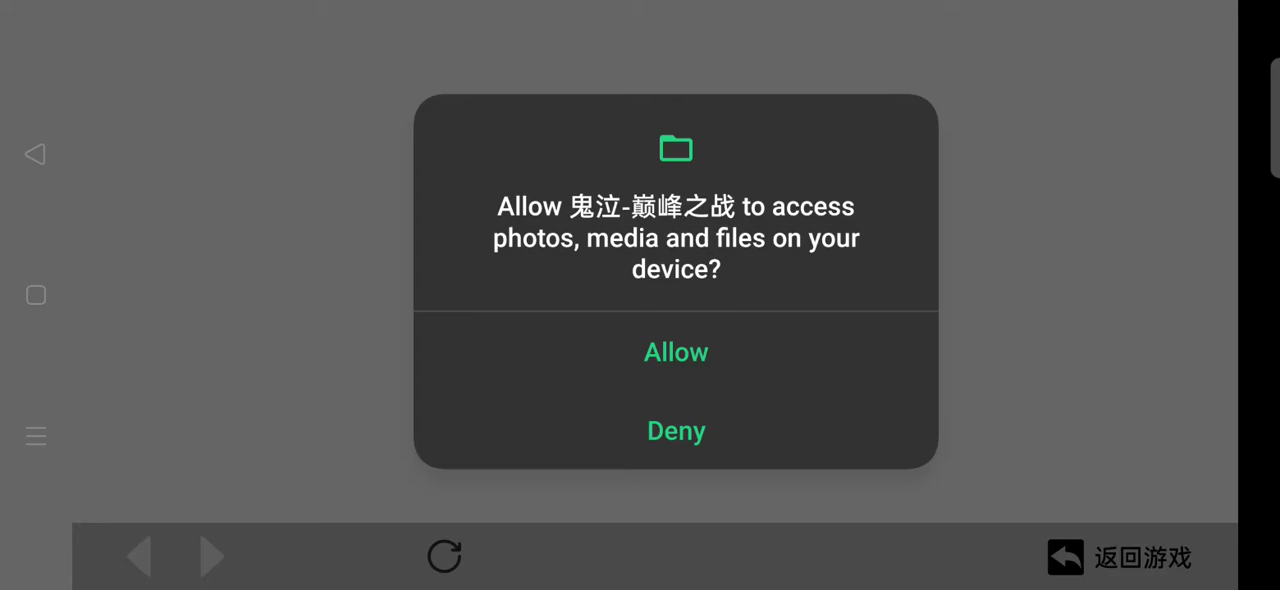 Allow 鬼泣-巅峰之战 to access
photos, media and files on your
device?
Allow
Deny
返回游戏